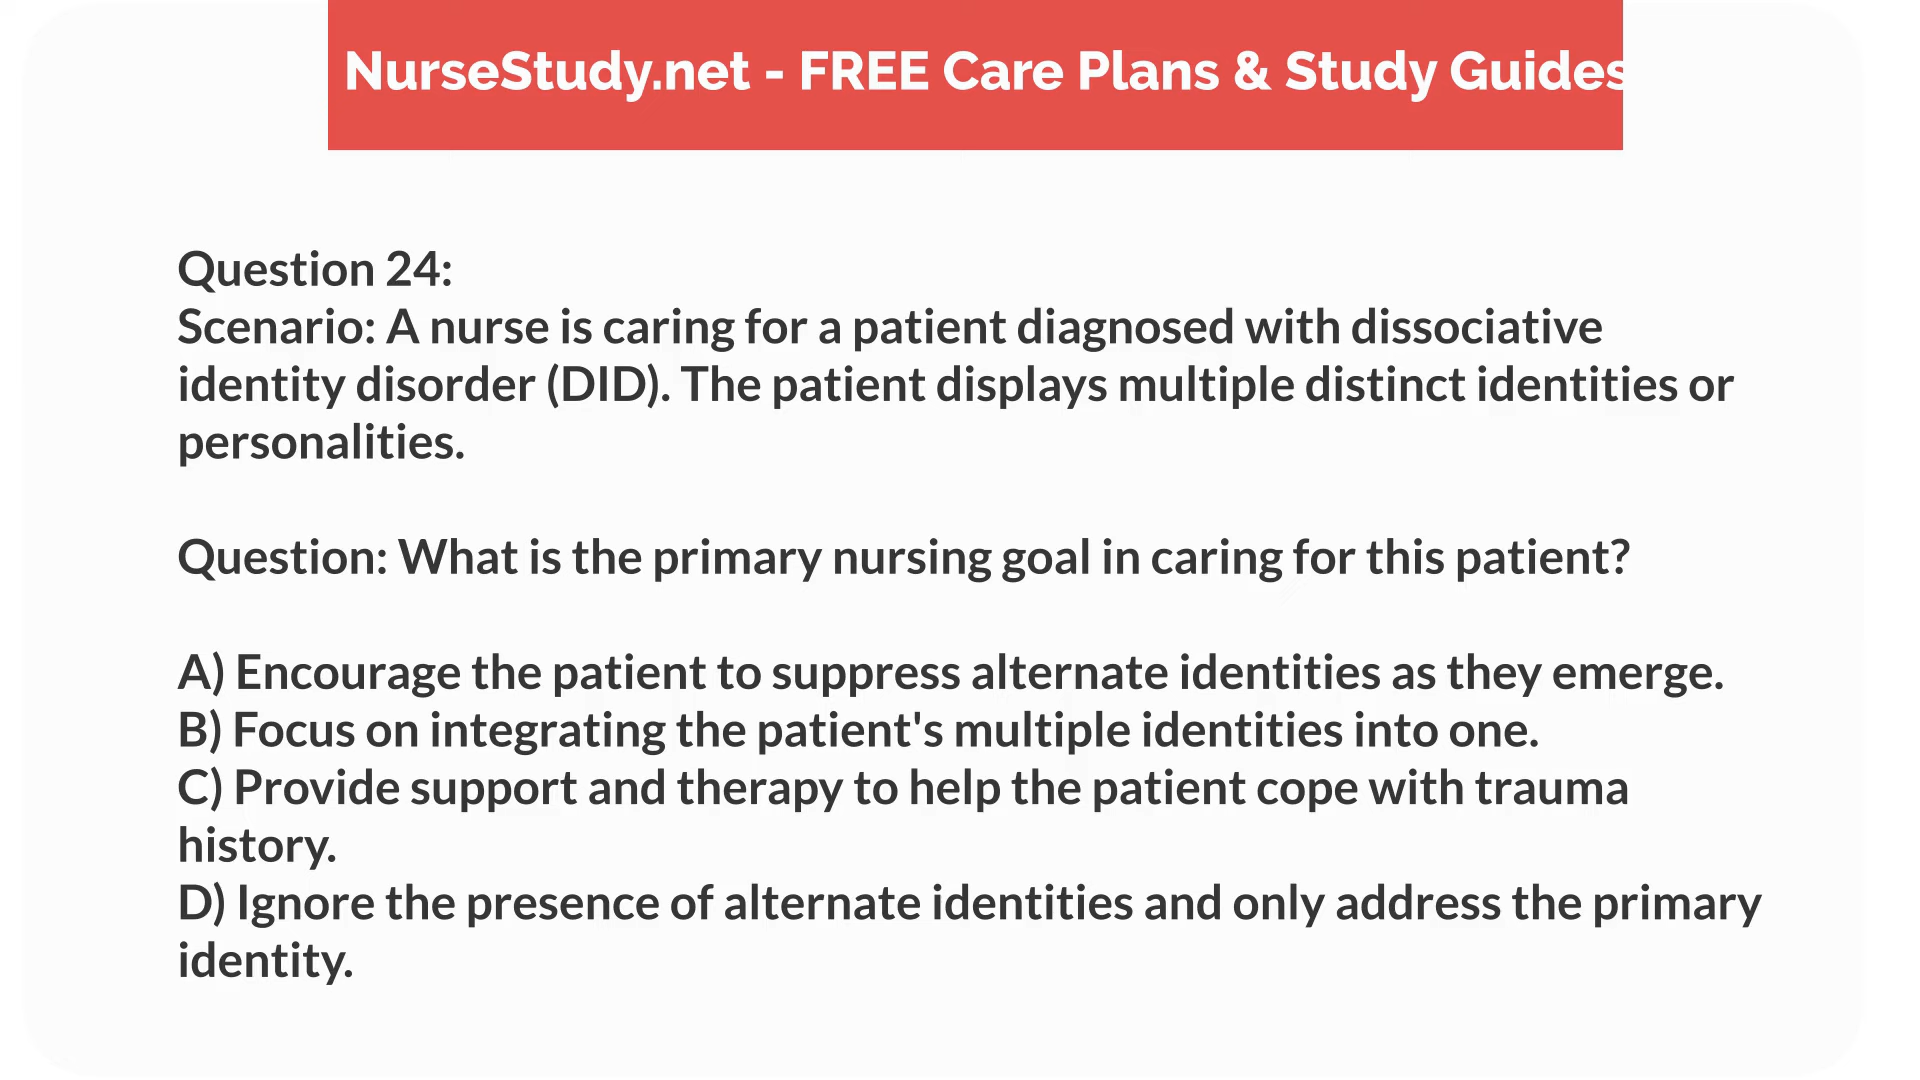 NurseStudy.net - FREE Care Plans & Study Guides
Question 24:
Scenario: A nurse is caring for a patient diagnosed with dissociative
identity disorder (DID). The patient displays multiple distinct identities or
personalities.
Question: What is the primary nursing goal in caring for this patient?
A) Encourage the patient to suppress alternate identities as they emerge.
B) Focus on integrating the patient's multiple identities into one.
C) Provide support and therapy to help the patient cope with trauma
history.
D) Ignore the presence of alternate identities and only address the primary
identity.